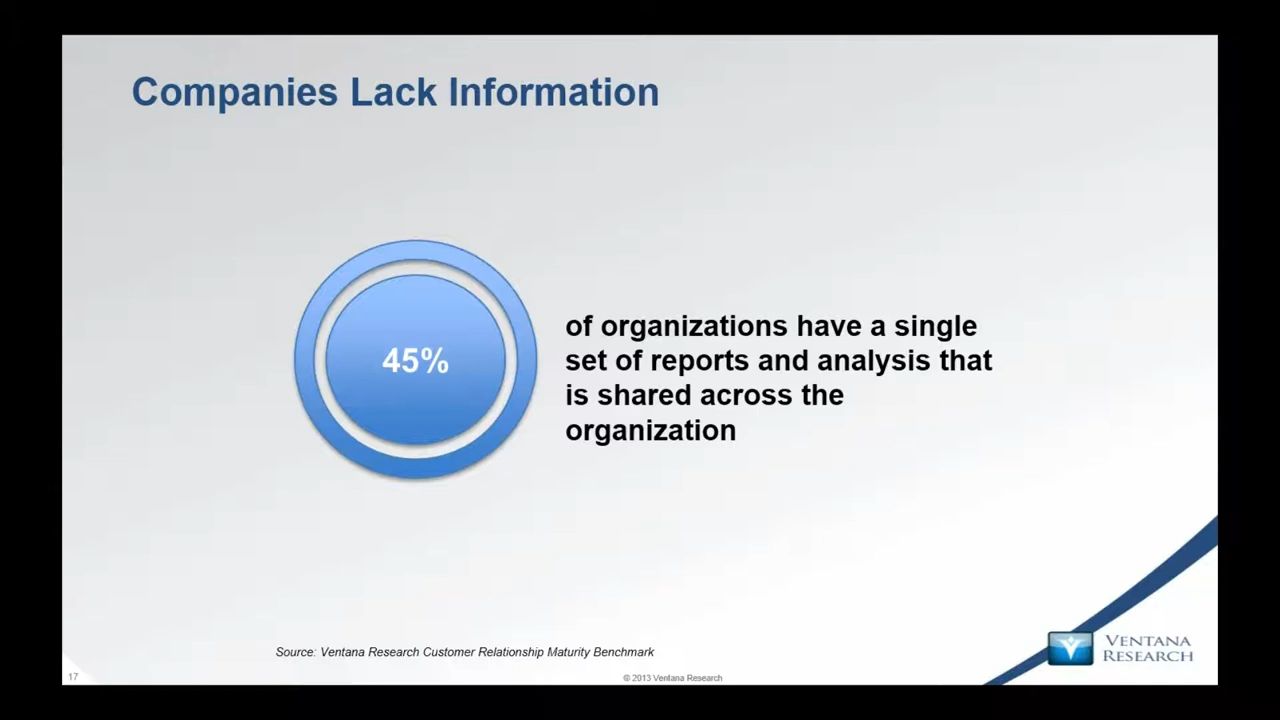 Companies Lack Information
45%
of organizations have a single
set of reports and analysis that
is shared across the
organization
Source: Ventana Research Customer Relationship Maturity Benchmark
VENTANA
RESEARCH
17
© 2013 Ventana Research